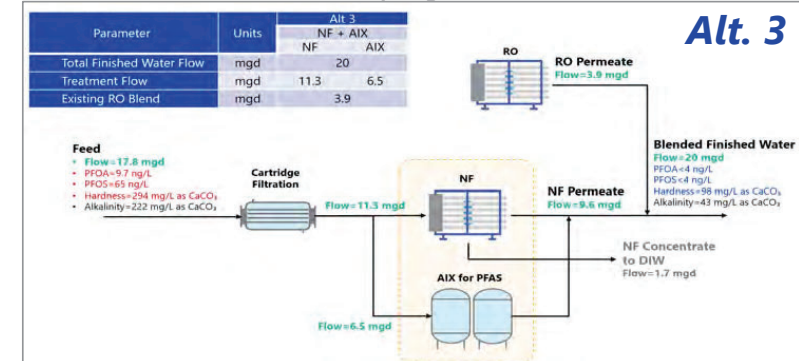 Alt. 3
Parameter Units Alt 3
NF + AIX
NF AIX
Total Finished Water Flow mgd 20
Treatment Flow mgd 11.3 6.5
Existing RO Blend mgd 3.9
RO
RO Permeate
Flow=3.9 mgd
Feed
• Flow=17.8 mgd
• PFOA=9.7 ng/L
• PFOS=65 ng/L
• Hardness=294 mg/L as CaCO₃
• Alkalinity=222 mg/L as CaCO₃
Cartridge
Filtration
Flow=11.3 mgd
NF
NF Permeate
Flow=9.6 mgd
Blended Finished Water
Flow=20 mgd
PFOA<4 ng/L
PFOS<4 ng/L
Hardness=98 mg/L as CaCO₃
Alkalinity=43 mg/L as CaCO₃
NF Concentrate
to DIW
Flow=1.7 mgd
AIX for PFAS
Flow=6.5 mgd